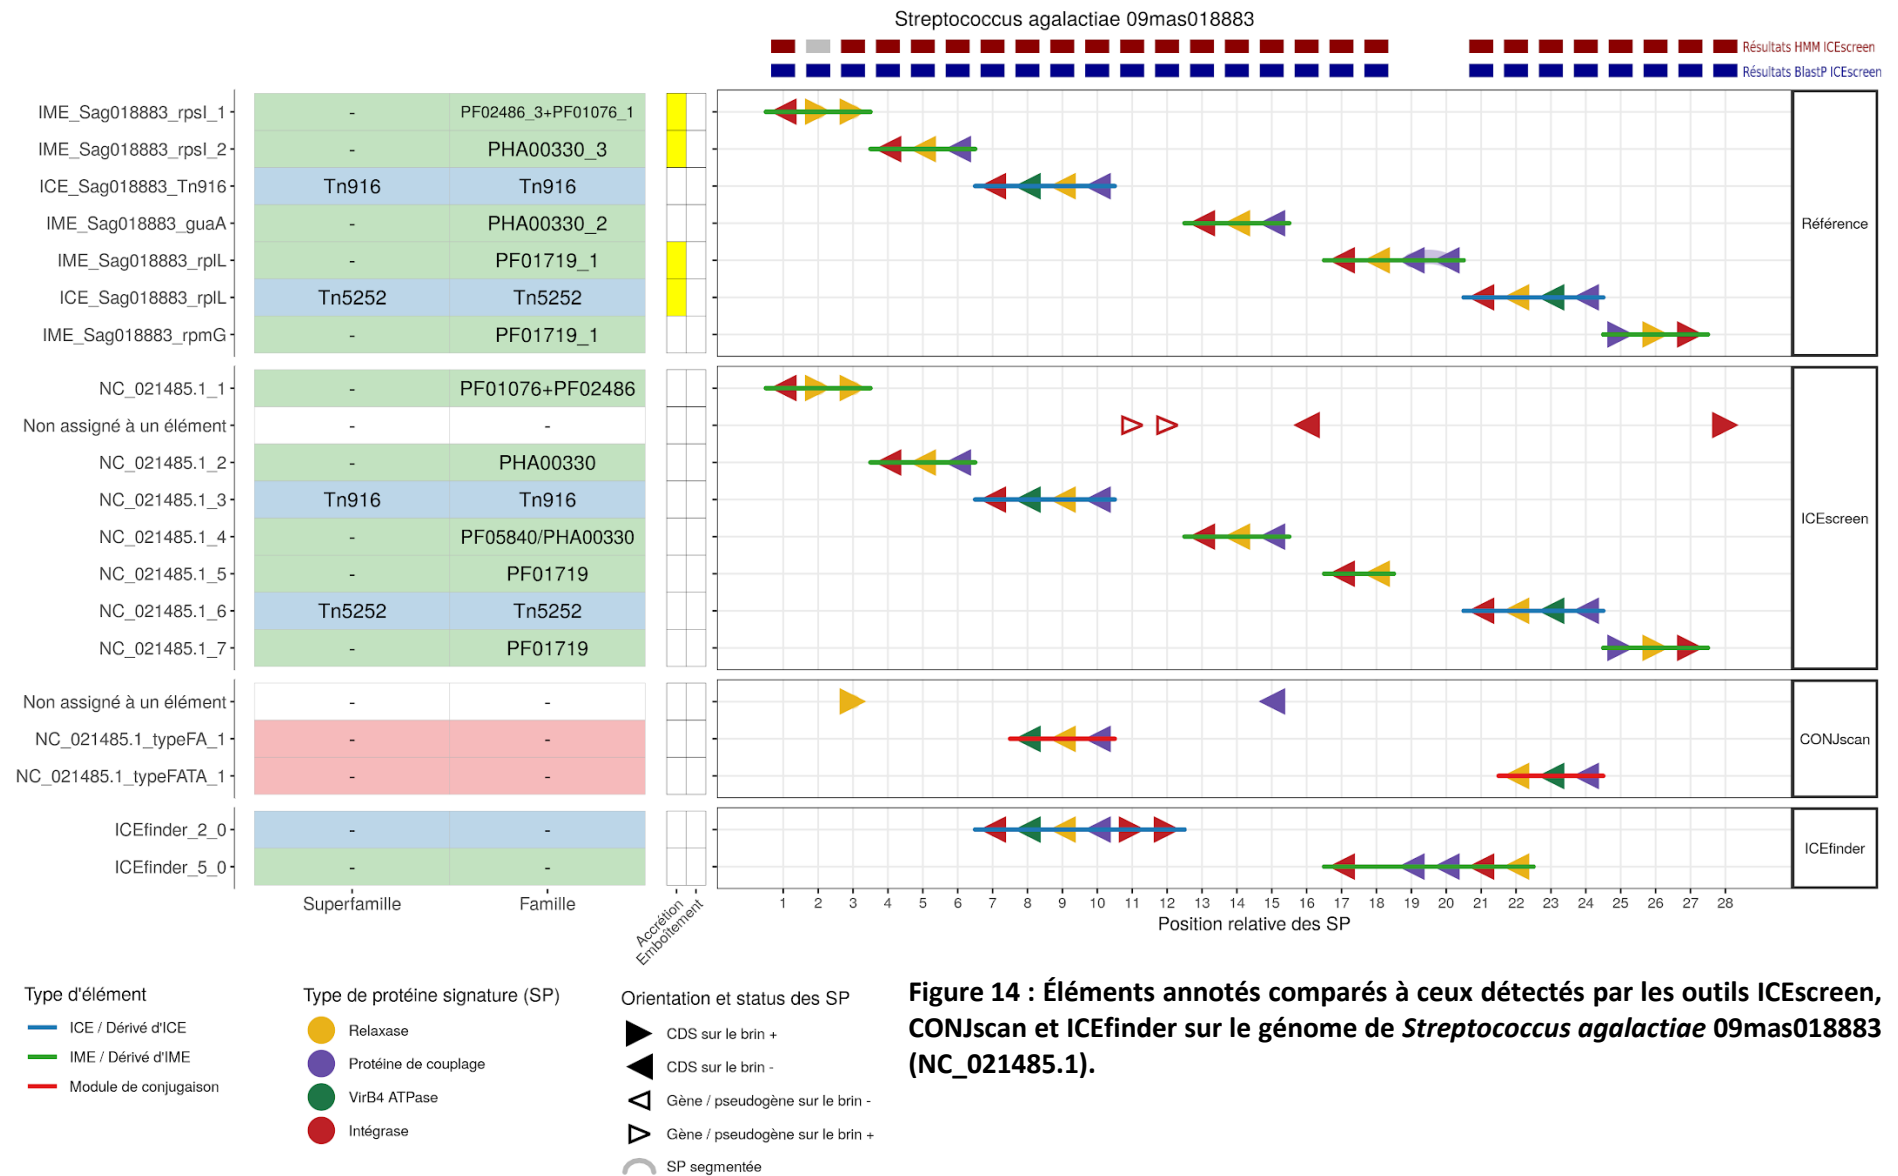 Streptococcus agalactiae 09mas018883
Résultats HMM ICEscreen
Résultats BlastP ICEscreen
IME_Sag018883_rpsI_1 - PF02486_3+PF01076_1
IME_Sag018883_rpsI_2 - PHA00330_3
ICE_Sag018883_Tn916 Tn916 Tn916
IME_Sag018883_guaA - PHA00330_2
IME_Sag018883_rplL - PF01719_1
ICE_Sag018883_rplL Tn5252 Tn5252
IME_Sag018883_rpmG - PF01719_1
Référence
NC_021485.1_1 - PF01076+PF02486
Non assigné à un élément - -
NC_021485.1_2 - PHA00330
NC_021485.1_3 Tn916 Tn916
NC_021485.1_4 - PF05840/PHA00330
NC_021485.1_5 - PF01719
NC_021485.1_6 Tn5252 Tn5252
NC_021485.1_7 - PF01719
ICEscreen
Non assigné à un élément - -
NC_021485.1_typeFA_1 - -
NC_021485.1_typeFATA_1 - -
CONJscan
ICEfinder_2_0 - -
ICEfinder_5_0 - -
ICEfinder
Superfamille Famille
Accrétion
Emboîtement
1 2 3 4 5 6 7 8 9 10 11 12 13 14 15 16 17 18 19 20 21 22 23 24 25 26 27 28
Position relative des SP
Type d'élément
ICE / Dérivé d'ICE
IME / Dérivé d'IME
Module de conjugaison
Type de protéine signature (SP)
Relaxase
Protéine de couplage
VirB4 ATPase
Intégrase
Orientation et status des SP
CDS sur le brin +
CDS sur le brin -
Gène / pseudogène sur le brin -
Gène / pseudogène sur le brin +
SP segmentée
Figure 14 : Éléments annotés comparés à ceux détectés par les outils ICEscreen,
CONJscan et ICEfinder sur le génome de Streptococcus agalactiae 09mas018883
(NC_021485.1).